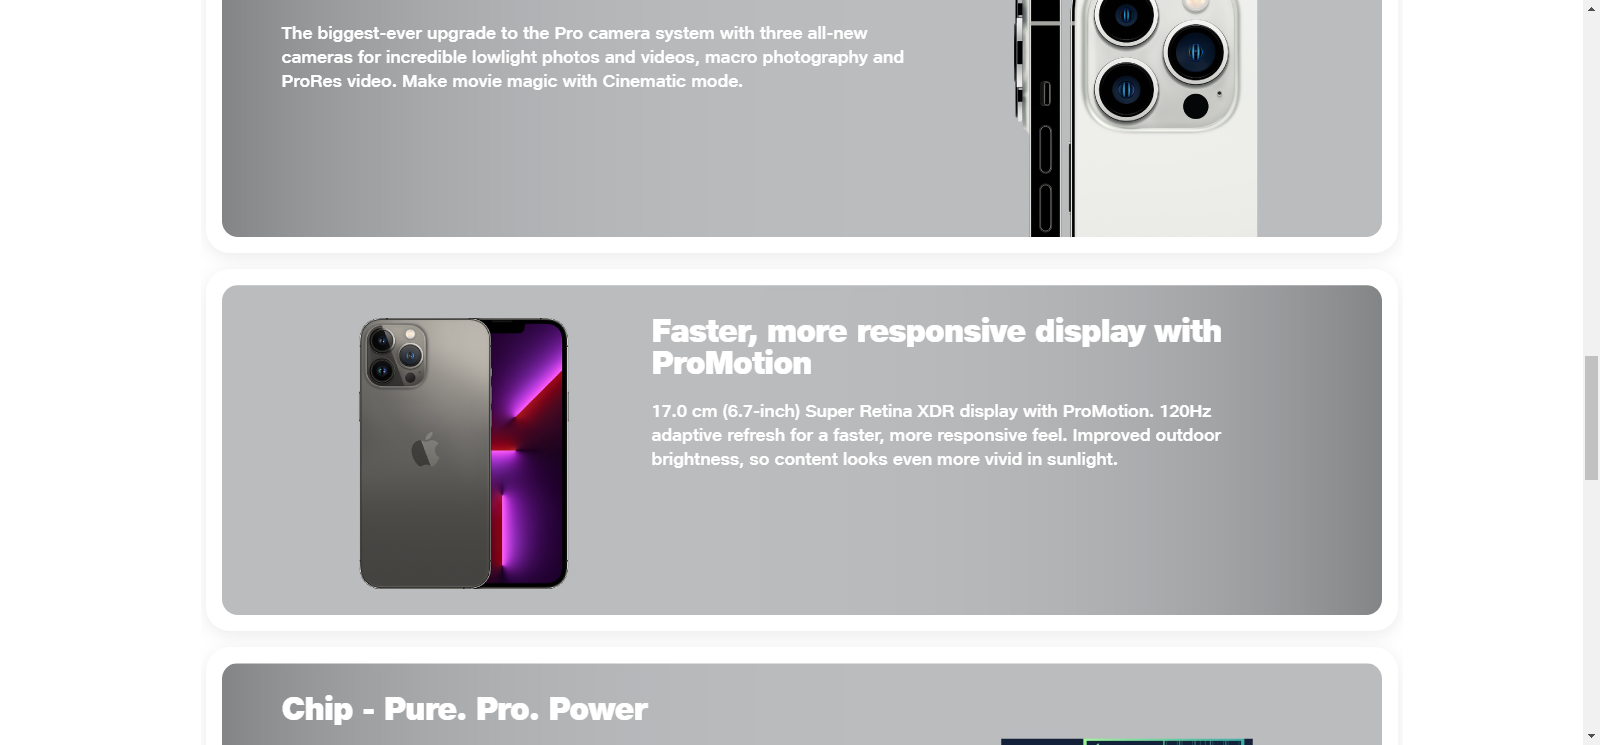 The biggest-ever upgrade to the Pro camera system with three all-new
cameras for incredible lowlight photos and videos, macro photography and
ProRes video. Make movie magic with Cinematic mode.
Faster, more responsive display with
ProMotion
17.0 cm (6.7-inch) Super Retina XDR display with ProMotion. 120Hz
adaptive refresh for a faster, more responsive feel. Improved outdoor
brightness, so content looks even more vivid in sunlight.
Chip - Pure. Pro. Power